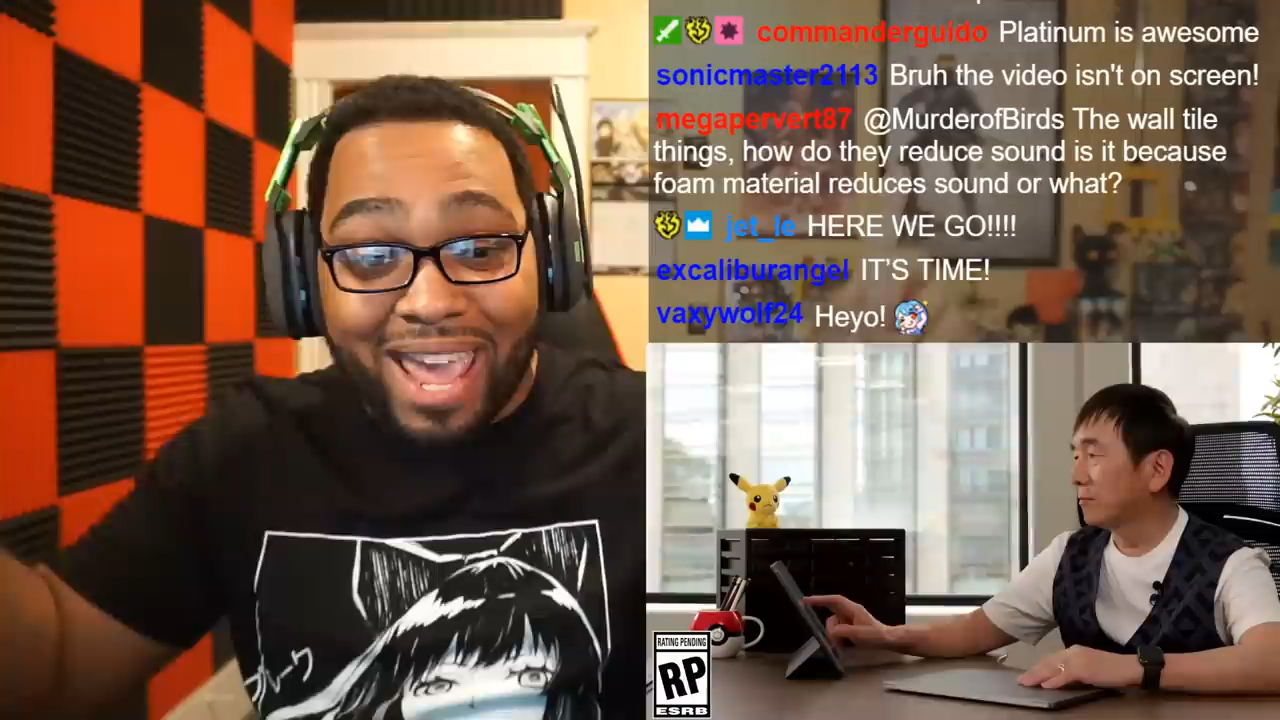 commanderguido Platinum is awesome
sonicmaster2113 Bruh the video isn't on screen!
megapervert87 @MurderofBirds The wall tile
things, how do they reduce sound is it because
foam material reduces sound or what?
jet_le HERE WE GO!!!!
excaliburangel IT'S TIME!
vaxywolf24 Heyo!
RATING PENDING
RP
ESRB